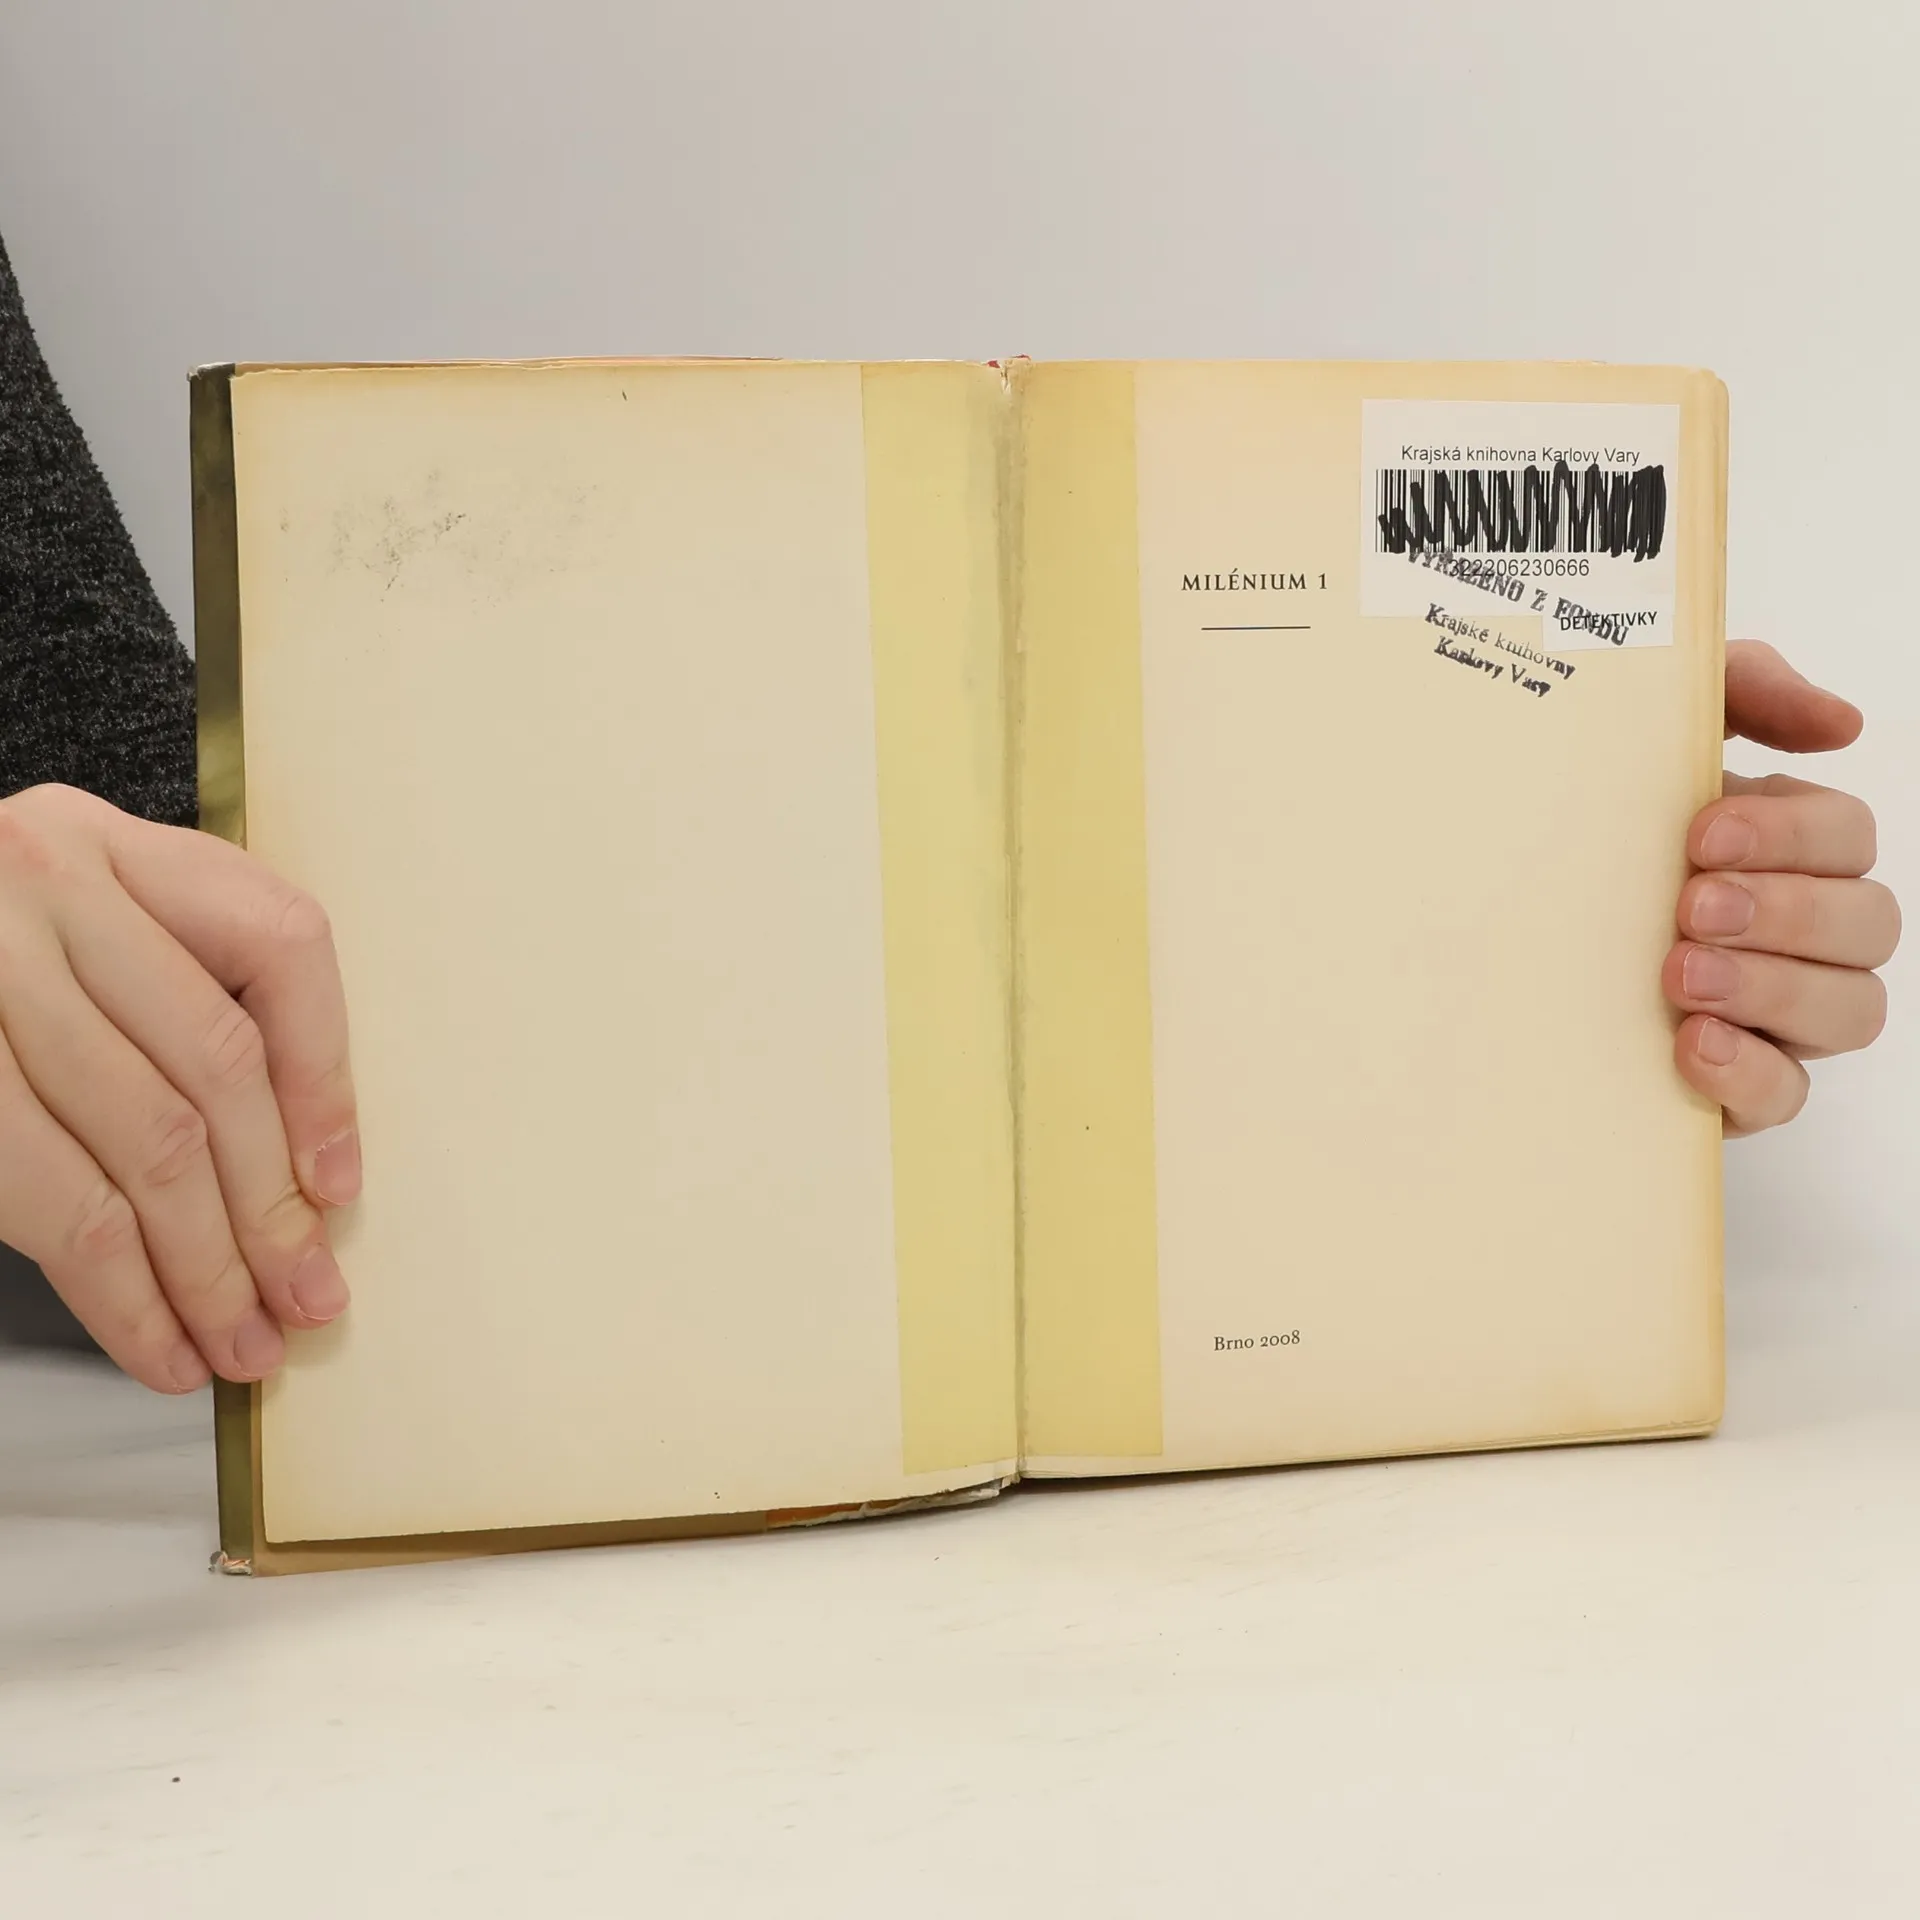 Krajská knihovna Karlovy Vary
322206230666
VYŘAZENO Z FONDU
DETEKTIVKY
Krajské knihovny
Karlovy Vary
MILÉNIUM 1
Brno 2008